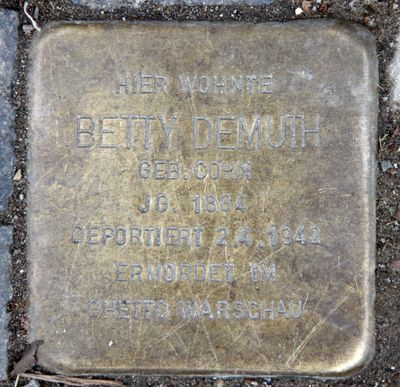 HIER WOHNTE
BETTY DEMUTH
GEB. COHN
JG. 1884
DEPORTIERT 2.4.1942
ERMORDET IM
GHETTO WARSCHAU